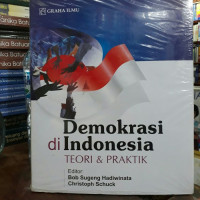 GRAHA ILMU
Demokrasi
di Indonesia
TEORI & PRAKTIK
Editor
Bob Sugeng Hadiwinata
Christoph Schuck